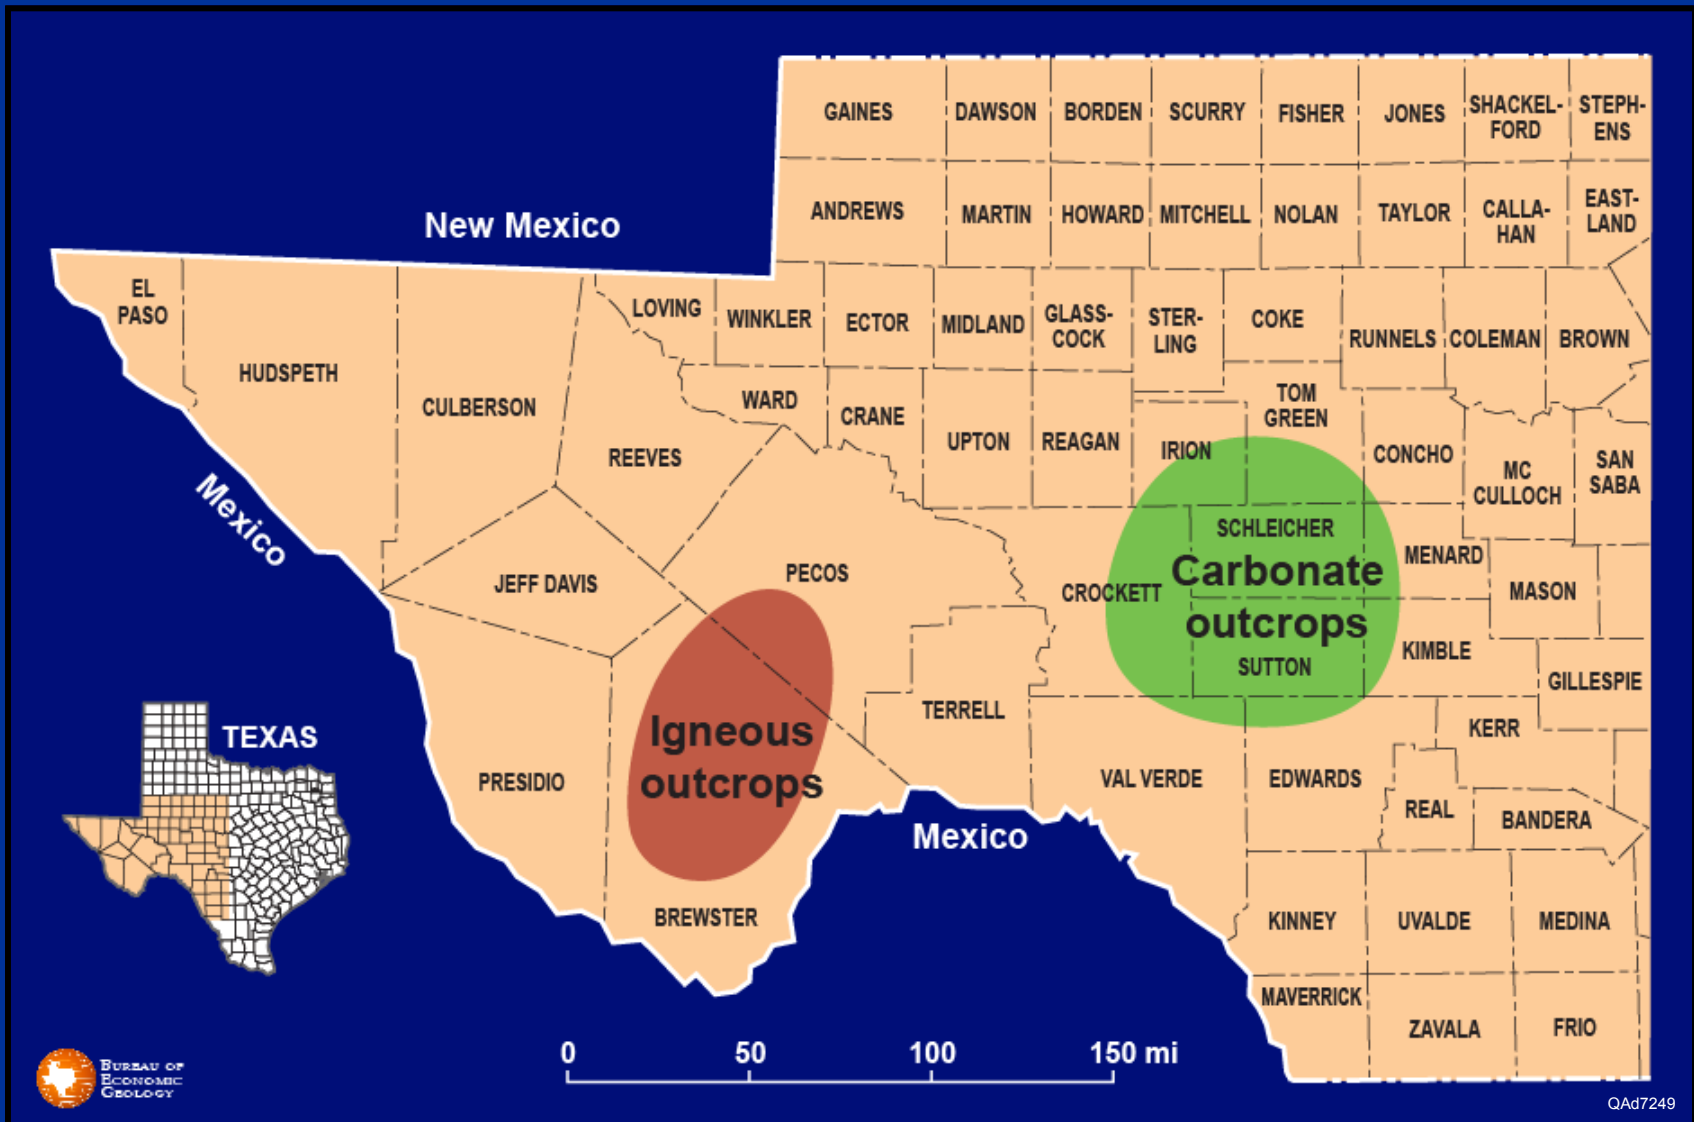 GAINES
DAWSON
BORDEN
SCURRY
FISHER
JONES
SHACKEL-
FORD
STEPH-
ENS
ANDREWS
MARTIN
HOWARD
MITCHELL
NOLAN
TAYLOR
CALLA-
HAN
EAST-
LAND
New Mexico
EL
PASO
HUDSPETH
CULBERSON
REEVES
LOVING
WINKLER
ECTOR
MIDLAND
GLASS-
COCK
STER-
LING
COKE
RUNNELS
COLEMAN
BROWN
WARD
CRANE
UPTON
REAGAN
IRION
TOM
GREEN
CONCHO
MC
CULLOCH
SAN
SABA
Mexico
JEFF DAVIS
PECOS
CROCKETT
SCHLEICHER
Carbonate
outcrops
SUTTON
MENARD
MASON
KIMBLE
GILLESPIE
TERRELL
Igneous
outcrops
PRESIDIO
BREWSTER
Mexico
VAL VERDE
EDWARDS
KERR
REAL
BANDERA
KINNEY
UVALDE
MEDINA
MAVERRICK
ZAVALA
FRIO
TEXAS
0 50 100 150 mi
BUREAU OF
ECONOMIC
GEOLOGY
QAd7249